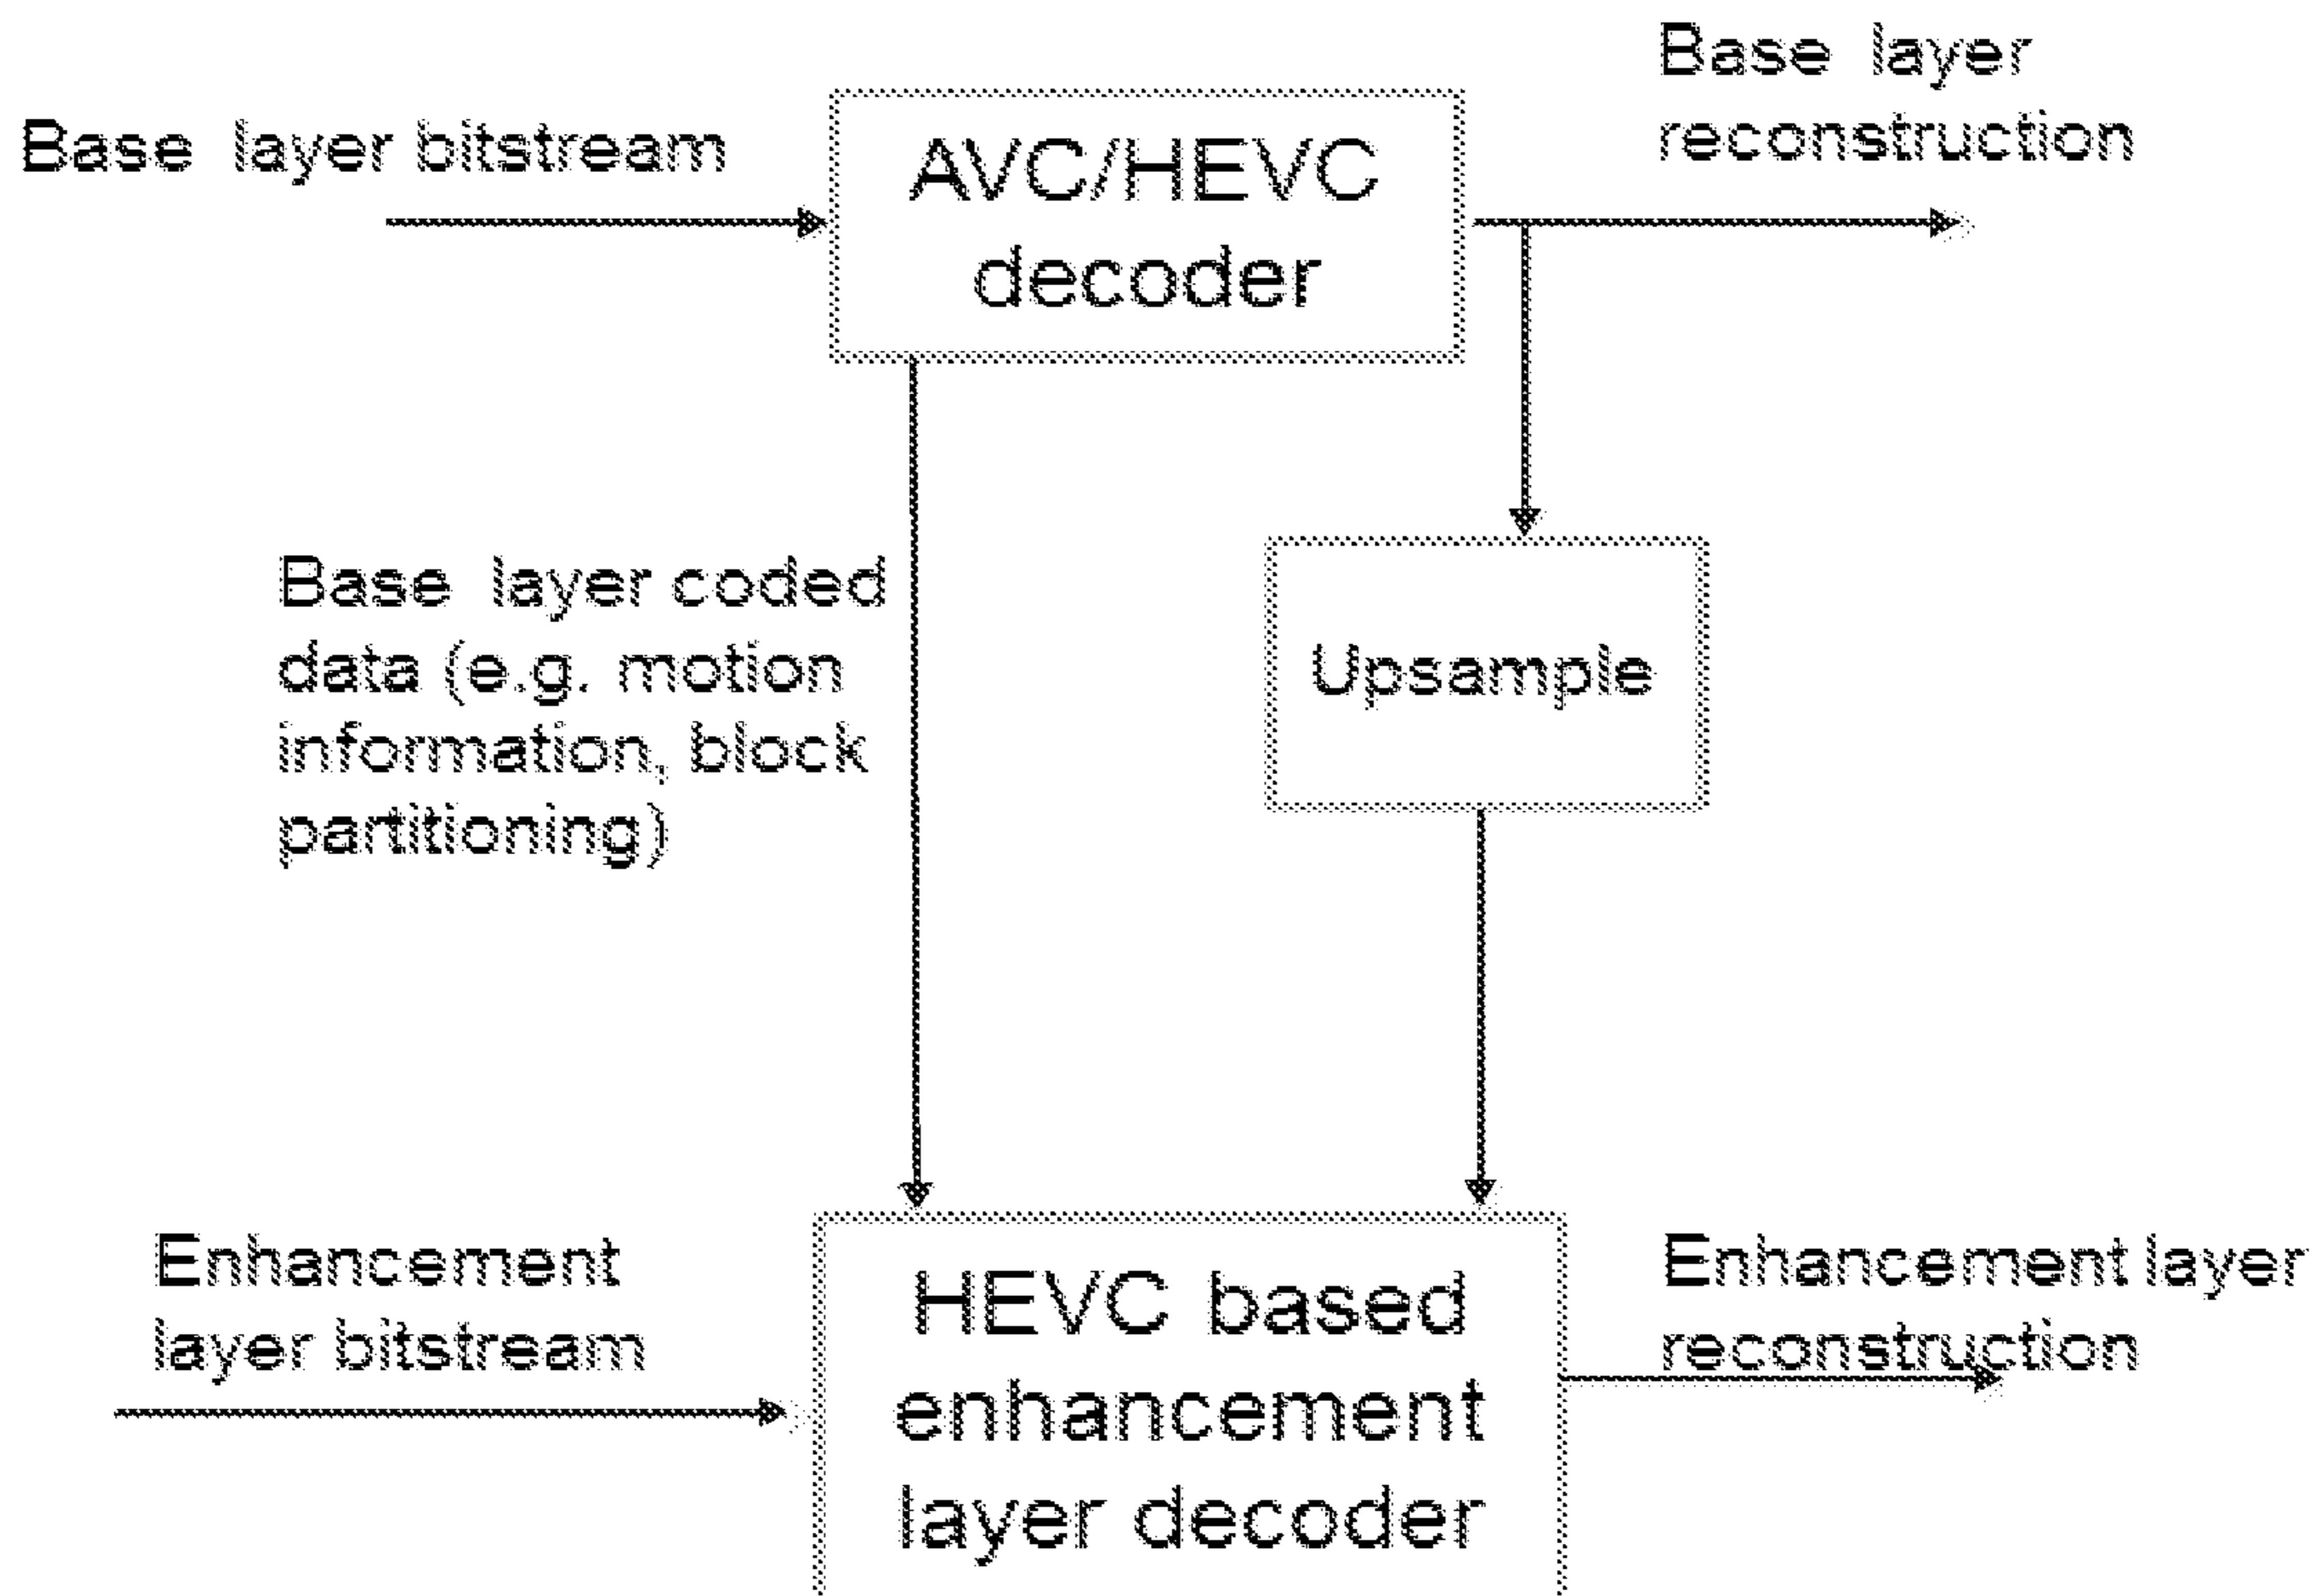 Base layer bitstream
AVC/HEVC
decoder
Base layer
reconstruction
Base layer coded
data (e.g. motion
information, block
partitioning)
Upsample
Enhancement
layer bitstream
HEVC based
enhancement
layer decoder
Enhancement layer
reconstruction